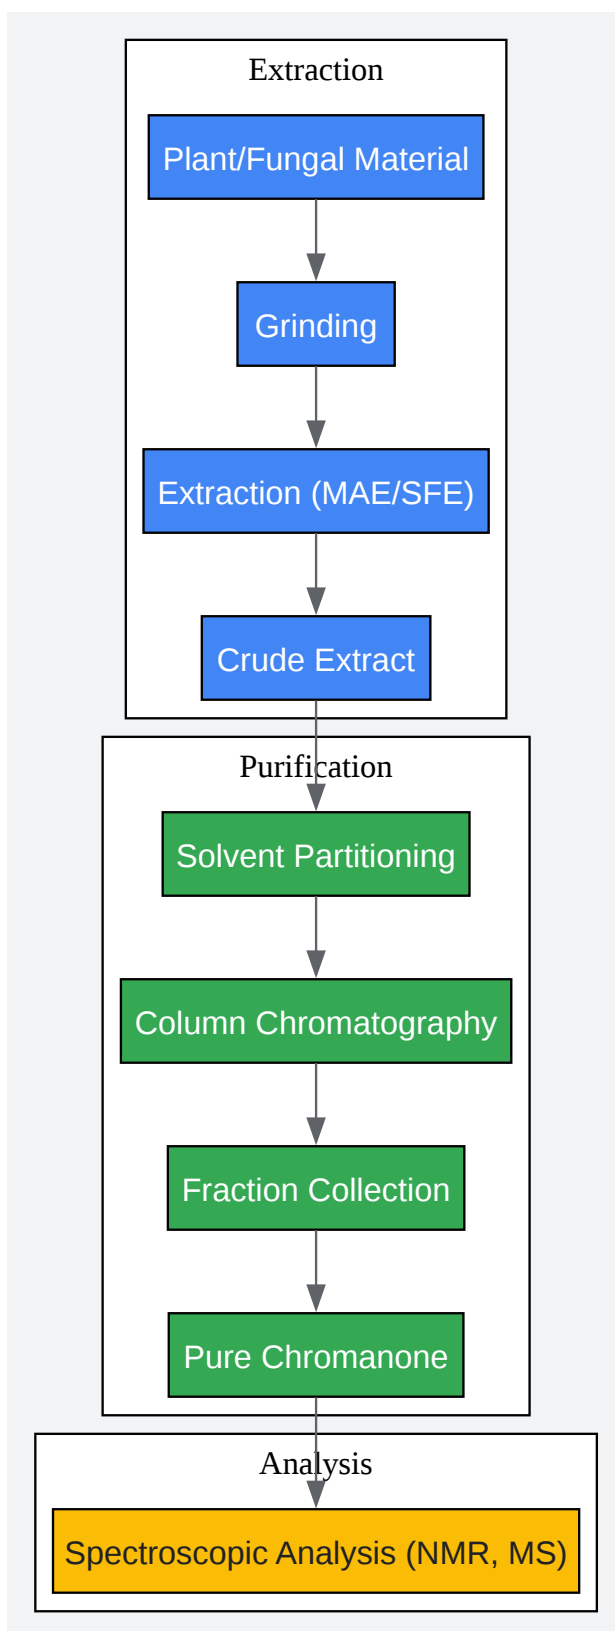 Extraction
Plant/Fungal Material
Grinding
Extraction (MAE/SFE)
Crude Extract
Purification
Solvent Partitioning
Column Chromatography
Fraction Collection
Pure Chromanone
Analysis
Spectroscopic Analysis (NMR, MS)